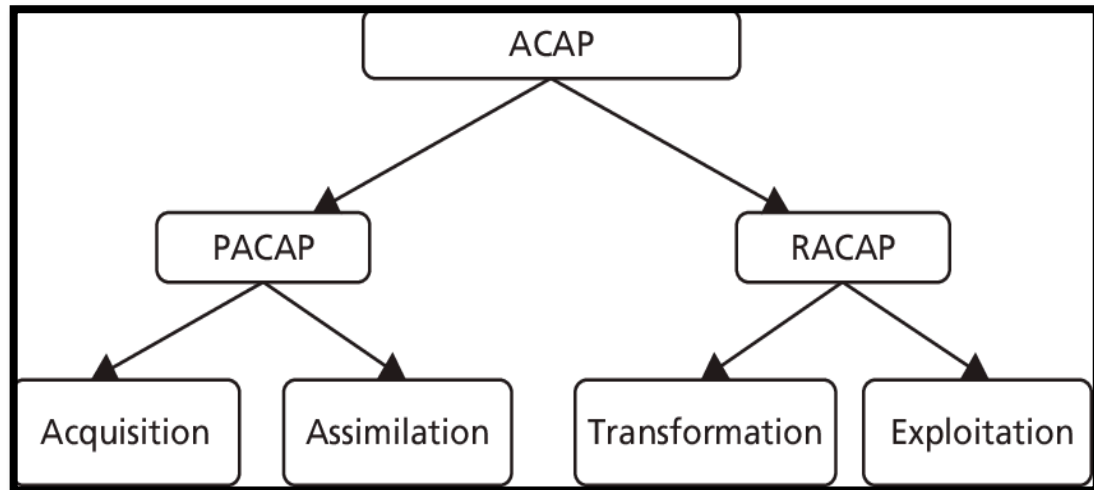 ACAP
PACAP
RACAP
Acquisition
Assimilation
Transformation
Exploitation